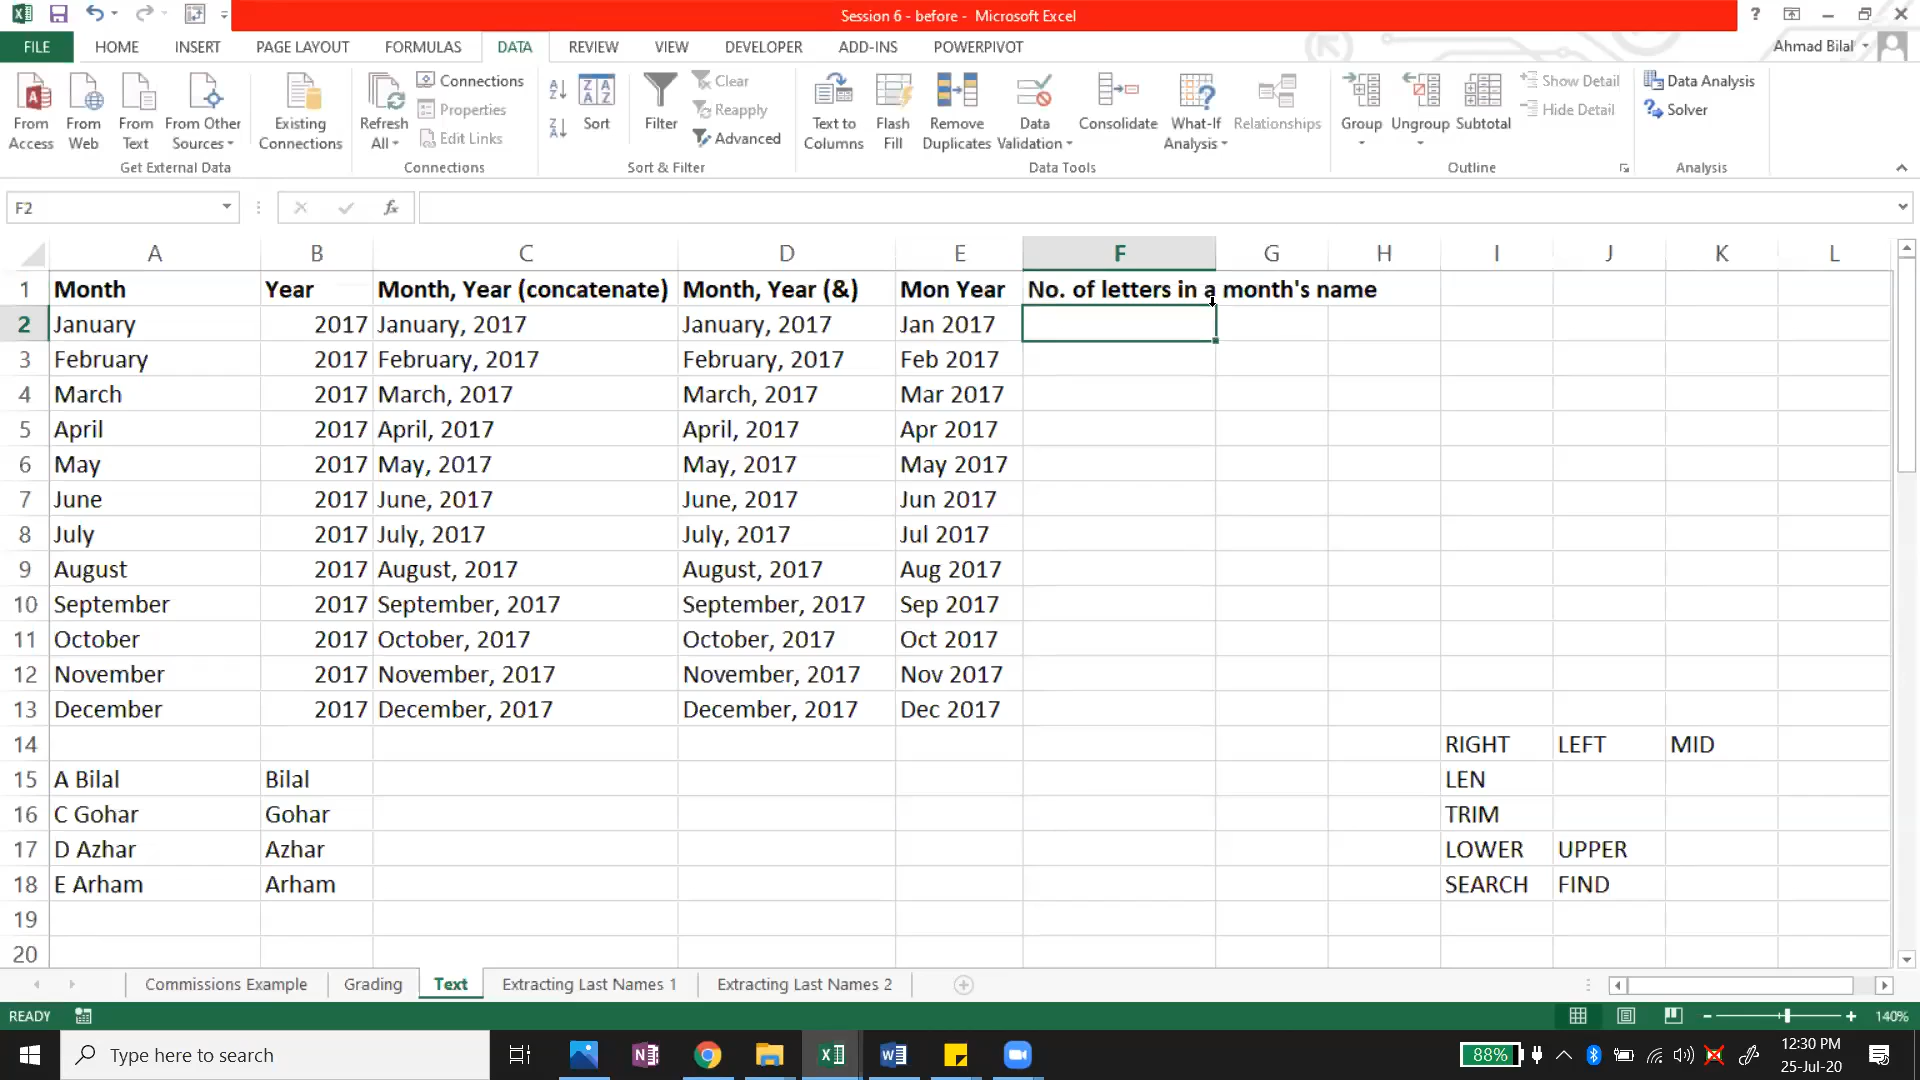 Session 6 - before - Microsoft Excel
?
FILE HOME INSERT PAGE LAYOUT FORMULAS DATA REVIEW VIEW DEVELOPER ADD-INS POWERPIVOT Ahmad Bilal
From Access
From Web
From Text
From Other Sources
Existing Connections
Get External Data
Refresh All
Connections
Properties
Edit Links
Connections
Sort
Filter
Clear
Reapply
Advanced
Sort & Filter
Text to Columns
Flash Fill
Remove Duplicates
Data Validation
Consolidate
What-If Analysis
Relationships
Data Tools
Group
Ungroup
Subtotal
Show Detail
Hide Detail
Outline
Data Analysis
Solver
Analysis
F2 fx
A B C D E F G H I J K L
1 Month Year Month, Year (concatenate) Month, Year (&) Mon Year No. of letters in a month's name
2 January 2017 January, 2017 January, 2017 Jan 2017
3 February 2017 February, 2017 February, 2017 Feb 2017
4 March 2017 March, 2017 March, 2017 Mar 2017
5 April 2017 April, 2017 April, 2017 Apr 2017
6 May 2017 May, 2017 May, 2017 May 2017
7 June 2017 June, 2017 June, 2017 Jun 2017
8 July 2017 July, 2017 July, 2017 Jul 2017
9 August 2017 August, 2017 August, 2017 Aug 2017
10 September 2017 September, 2017 September, 2017 Sep 2017
11 October 2017 October, 2017 October, 2017 Oct 2017
12 November 2017 November, 2017 November, 2017 Nov 2017
13 December 2017 December, 2017 December, 2017 Dec 2017
14 RIGHT LEFT MID
15 A Bilal Bilal LEN
16 C Gohar Gohar TRIM
17 D Azhar Azhar LOWER UPPER
18 E Arham Arham SEARCH FIND
19
20
Commissions Example Grading Text Extracting Last Names 1 Extracting Last Names 2
READY 140%
Type here to search 88% 12:30 PM
25-Jul-20